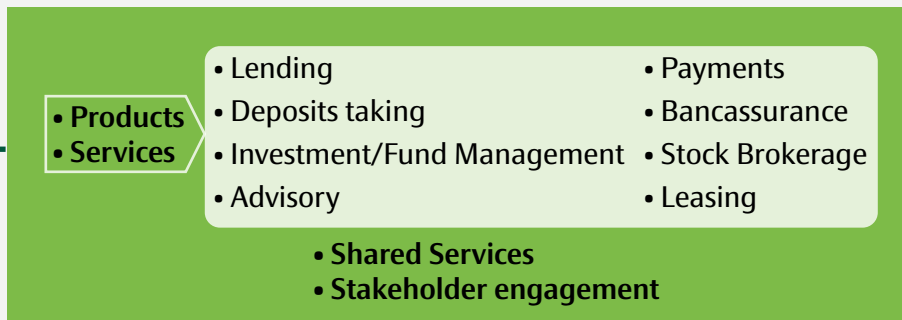 • Products
• Services
• Lending
• Deposits taking
• Investment/Fund Management
• Advisory
• Payments
• Bancassurance
• Stock Brokerage
• Leasing
• Shared Services
• Stakeholder engagement